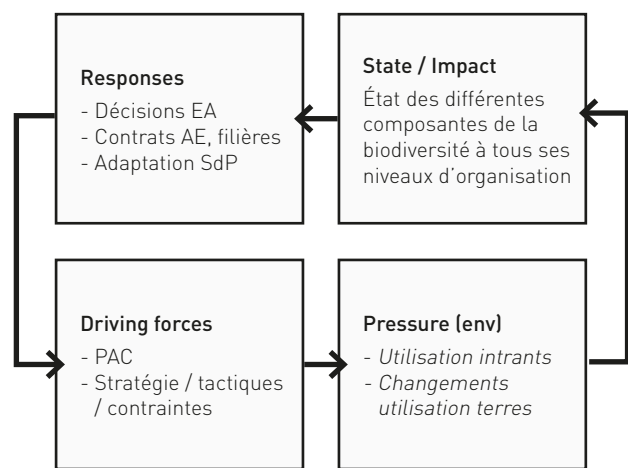 Responses
- Décisions EA
- Contrats AE, filières
- Adaptation SdP
State / Impact
État des différentes
composantes de la
biodiversité à tous ses
niveaux d'organisation
Driving forces
- PAC
- Stratégie / tactiques
/ contraintes
Pressure (env)
- Utilisation intrants
- Changements
utilisation terres